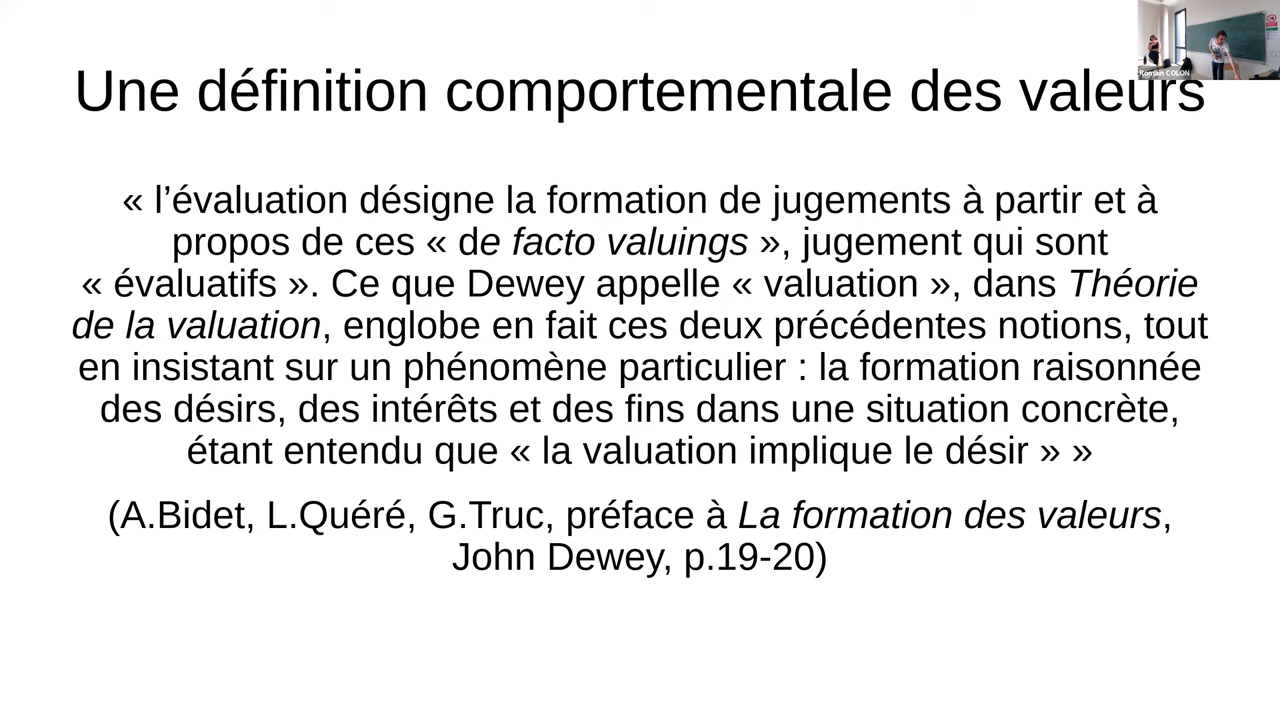 Romain COLON
Une définition comportementale des valeurs
« l’évaluation désigne la formation de jugements à partir et à
propos de ces « de facto valuings », jugement qui sont
« évaluatifs ». Ce que Dewey appelle « valuation », dans Théorie
de la valuation, englobe en fait ces deux précédentes notions, tout
en insistant sur un phénomène particulier : la formation raisonnée
des désirs, des intérêts et des fins dans une situation concrète,
étant entendu que « la valuation implique le désir » »
(A.Bidet, L.Quéré, G.Truc, préface à La formation des valeurs,
John Dewey, p.19-20)